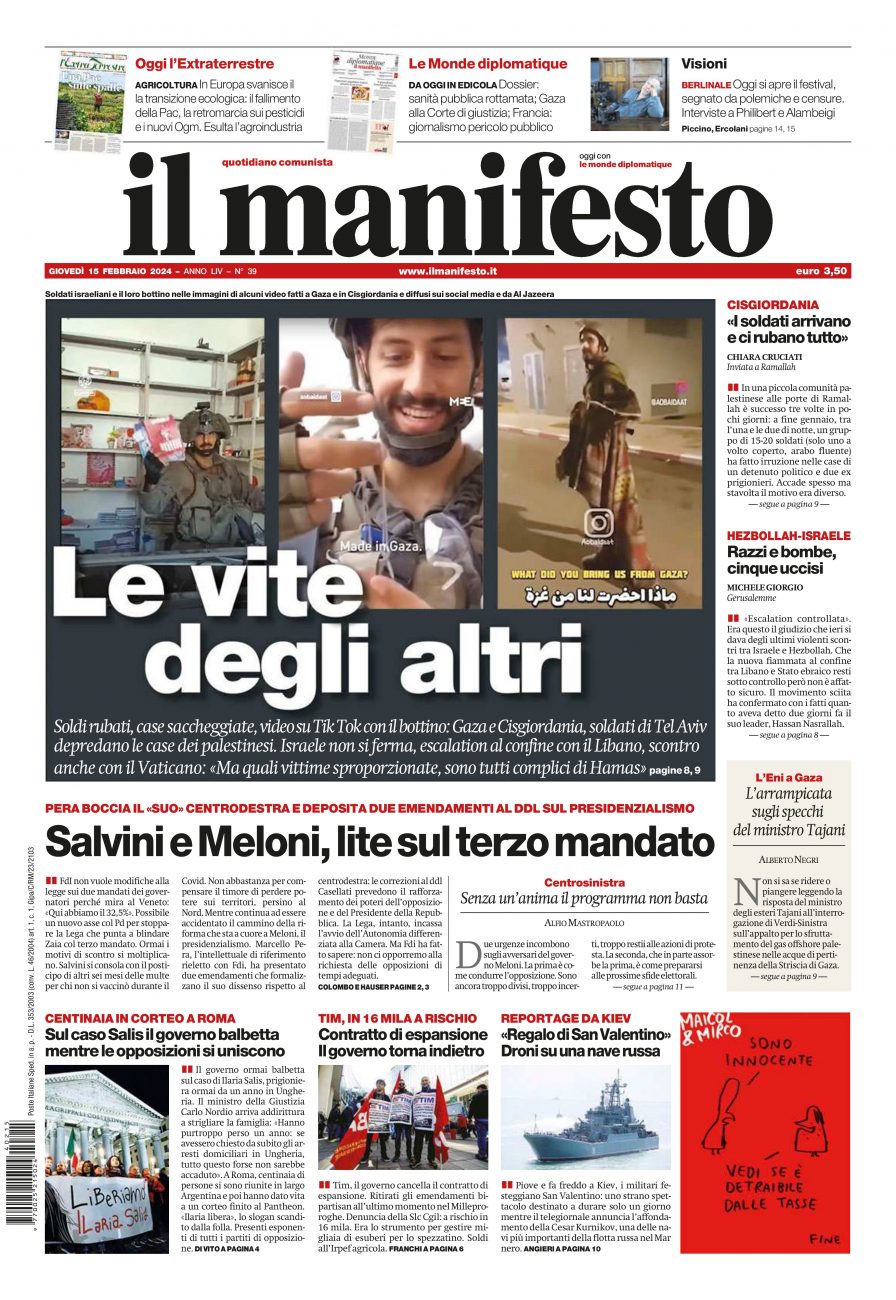 Oggi l'Extraterrestre
AGRICOLTURA In Europa svanisce il
la transizione ecologica: il fallimento
della Pac, la retromarcia sui pesticidi
e i nuovi Ogm. Esulta l'agroindustria
Le Monde diplomatique
DA OGGI IN EDICOLA Dossier:
sanità pubblica rottamata; Gaza
alla Corte di giustizia; Francia:
giornalismo pericolo pubblico
Visioni
BERLINALE Oggi si apre il festival,
segnato da polemiche e censure.
Interviste a Philibert e Alambeigi
Piccino, Ercolani pagine 14, 15
quotidiano comunista
oggi con
le monde diplomatique
il manifesto
GIOVEDÌ 15 FEBBRAIO 2024 – ANNO LIV – N° 39
www.ilmanifesto.it
euro 3,50
Soldati israeliani e il loro bottino nelle immagini di alcuni video fatti a Gaza e in Cisgiordania e diffusi sui social media e da Al Jazeera
aobaidaat
@AOBAIDAAT
Aobaidaat
Made in Gaza.
WHAT DID YOU BRING US FROM GAZA?
ماذا احضرت لنا من غزة
Le vite
degli altri
Soldi rubati, case saccheggiate, video su Tik Tok con il bottino: Gaza e Cisgiordania, soldati di Tel Aviv
depredano le case dei palestinesi. Israele non si ferma, escalation al confine con il Libano, scontro
anche con il Vaticano: «Ma quali vittime sproporzionate, sono tutti complici di Hamas» pagine 8, 9
CISGIORDANIA
«I soldati arrivano
e ci rubano tutto»
CHIARA CRUCIATI
Inviata a Ramallah
In una piccola comunità pa-
lestinese alle porte di Ramal-
lah è successo tre volte in po-
chi giorni: a fine gennaio, tra
l'una e le due di notte, un grup-
po di 15-20 soldati (solo uno a
volto coperto, arabo fluente)
ha fatto irruzione nelle case di
un detenuto politico e due ex
prigionieri. Accade spesso ma
stavolta il motivo era diverso.
— segue a pagina 9 —
HEZBOLLAH-ISRAELE
Razzi e bombe,
cinque uccisi
MICHELE GIORGIO
Gerusalemme
«Escalation controllata».
Era questo il giudizio che ieri si
dava degli ultimi violenti scon-
tri tra Israele e Hezbollah. Che
la nuova fiammata al confine
tra Libano e Stato ebraico resti
sotto controllo però non è affat-
to sicuro. Il movimento sciita
ha confermato con i fatti quan-
to aveva detto due giorni fa il
suo leader, Hassan Nasrallah.
— segue a pagina 8 —
L'Eni a Gaza
L'arrampicata
sugli specchi
del ministro Tajani
ALBERTO NEGRI
Non si sa se ridere o
piangere leggendo la
risposta del ministro
degli esteri Tajani all'interro-
gazione di Verdi-Sinistra
sull'appalto per lo sfrutta-
mento del gas offshore pale-
stinese nelle acque di perti-
nenza della Striscia di Gaza.
— segue a pagina 9 —
PERA BOCCIA IL «SUO» CENTRODESTRA E DEPOSITA DUE EMENDAMENTI AL DDL SUL PRESIDENZIALISMO
Salvini e Meloni, lite sul terzo mandato
FdI non vuole modifiche alla
legge sui due mandati dei gover-
natori perché mira al Veneto:
«Qui abbiamo il 32,5%». Possibile
un nuovo asse col Pd per stop-
pare la Lega che punta a blindare
Zaia col terzo mandato. Ormai i
motivi di scontro si moltiplica-
no. Salvini si consola con il posti-
cipo di altri sei mesi delle multe
per chi non si vaccinò durante il
Covid. Non abbastanza per com-
pensare il timore di perdere pote-
re sui territori, persino al
Nord. Mentre continua ad essere
accidentato il cammino della ri-
forma che sta a cuore a Meloni, il
presidenzialismo. Marcello Pe-
ra, l'intellettuale di riferimento
rieletto con Fdi, ha presentato
due emendamenti che formaliz-
zano il suo dissenso rispetto al
centrodestra: le correzioni al ddl
Casellati prevedono il rafforza-
mento dei poteri dell'opposizio-
ne e del Presidente della Repub-
blica. La Lega, intanto, incassa
l'avvio dell'Autonomia differen-
ziata alla Camera. Ma Fdi ha fat-
to sapere: non ci opporremo alla
richiesta delle opposizioni di
tempi adeguati.
COLOMBO E HAUSER PAGINE 2, 3
Centrosinistra
Senza un'anima il programma non basta
ALFIO MASTROPAOLO
Due urgenze incombono
sugli avversari del gover-
no Meloni. La prima è co-
me condurre l'opposizione. Sono
ancora troppo divisi, troppo incer-
ti, troppo restii alle azioni di prote-
sta. La seconda, che in parte assor-
be la prima, è come prepararsi
alle prossime sfide elettorali.
— segue a pagina 11 —
CENTINAIA IN CORTEO A ROMA
Sul caso Salis il governo balbetta
mentre le opposizioni si uniscono
LIBERIAMO
ILARIA SALIS
Il governo ormai balbetta
sul caso di Ilaria Salis, prigionie-
ra ormai da un anno in Unghe-
ria. Il ministro della Giustizia
Carlo Nordio arriva addirittura
a strigliare la famiglia: «Hanno
purtroppo perso un anno: se
avessero chiesto da subito gli ar-
resti domiciliari in Ungheria,
tutto questo forse non sarebbe
accaduto». A Roma, centinaia di
persone si sono riunite in largo
Argentina e poi hanno dato vita
a un corteo finito al Pantheon.
«Ilaria libera», lo slogan scandi-
to dalla folla. Presenti esponen-
ti di tutti i partiti di opposizio-
ne. DI VITO A PAGINA 4
TIM, IN 16 MILA A RISCHIO
Contratto di espansione
Il governo torna indietro
Tim, il governo cancella il contratto di
espansione. Ritirati gli emendamenti bi-
partisan all'ultimo momento nel Millepro-
roghe. Denuncia della Slc Cgil: a rischio in
16 mila. Era lo strumento per gestire mi-
gliaia di esuberi per lo spezzatino. Soldi
all'Irpef agricola. FRANCHI A PAGINA 6
REPORTAGE DA KIEV
«Regalo di San Valentino»
Droni su una nave russa
Piove e fa freddo a Kiev, i militari fe-
steggiano San Valentino: uno strano spet-
tacolo destinato a durare solo un giorno
mentre il telegiornale annuncia l'affonda-
mento della Cesar Kurnikov, una delle na-
vi più importanti della flotta russa nel Mar
nero. ANGIERI A PAGINA 10
MAICOL
& MIRCO
SONO
INNOCENTE
VEDI SE È
DETRAIBILE
DALLE TASSE
FINE
Poste Italiane Sped. in a. p. - D.L. 353/2003 (conv. L. 46/2004) art. 1, c. 1, Gipa/C/RM/23/2103
9 770025 215024
40215